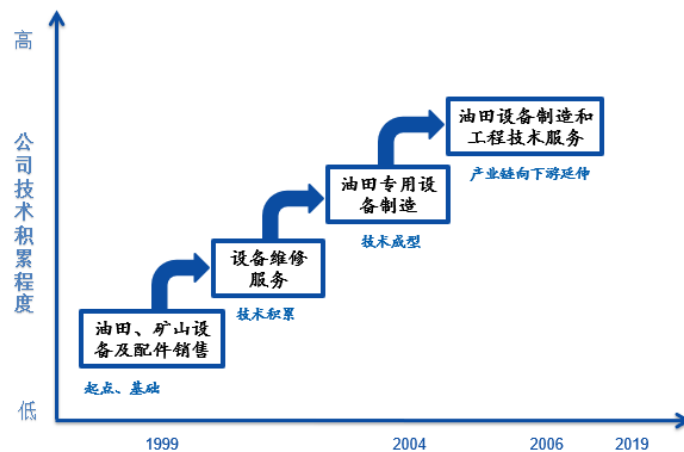 高
公司技术积累程度
低
油田设备制造和
工程技术服务
产业链向下游延伸
油田专用设
备制造
技术成型
设备维修
服务
技术积累
油田、矿山设
备及配件销售
起点、基础
1999
2004
2006
2019